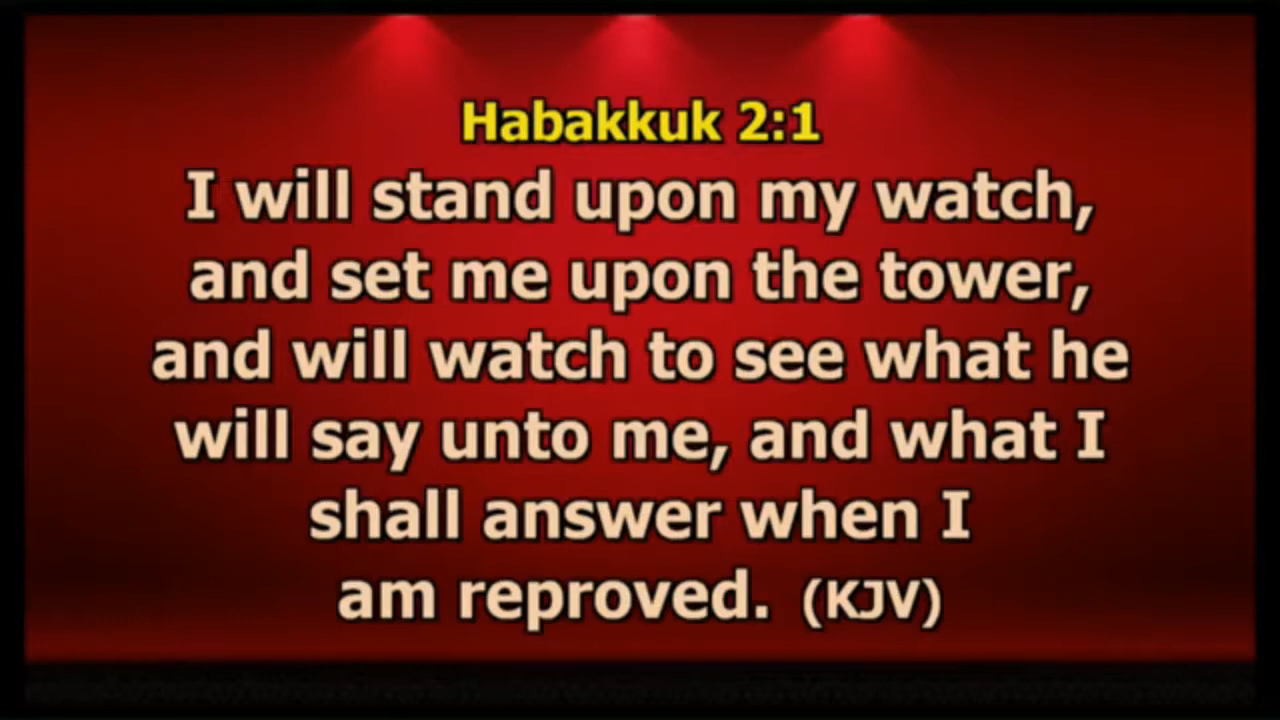 Habakkuk 2:1
I will stand upon my watch,
and set me upon the tower,
and will watch to see what he
will say unto me, and what I
shall answer when I
am reproved. (KJV)